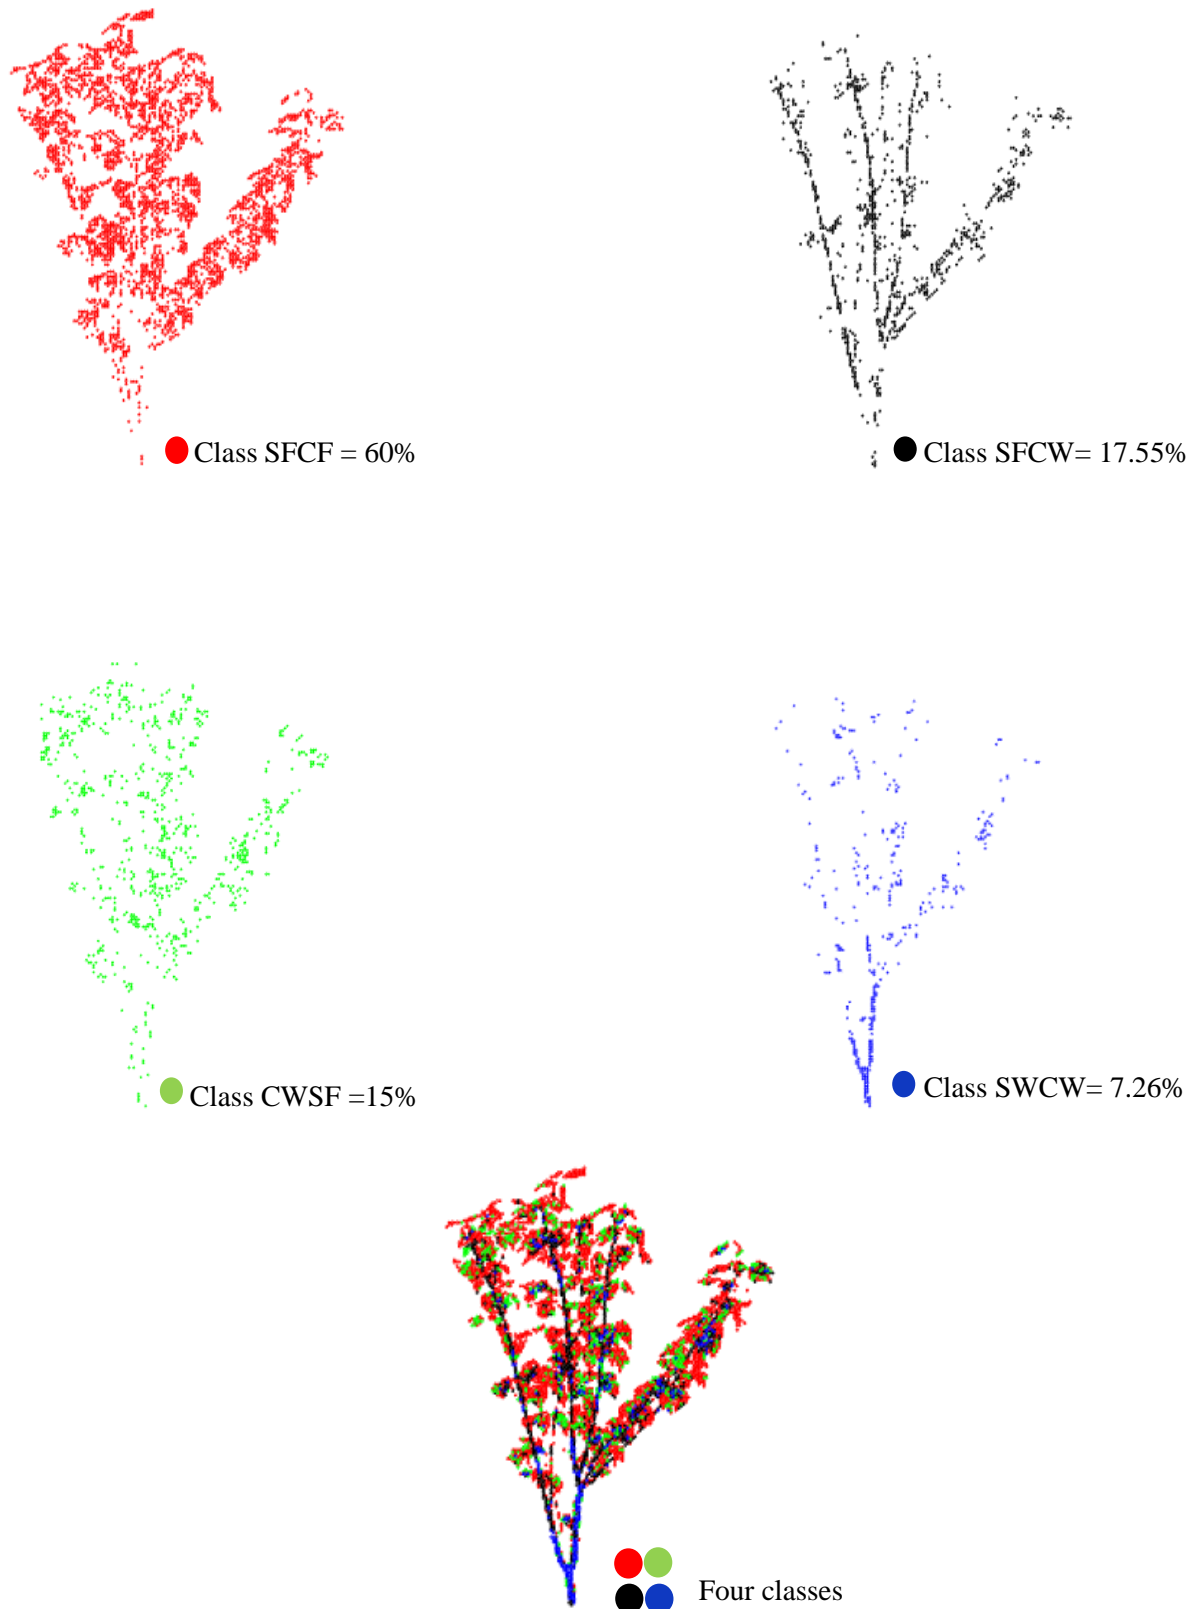 Class SFCF = 60%
Class SFCW= 17.55%
Class CWSF =15%
Class SWCW= 7.26%
Four classes